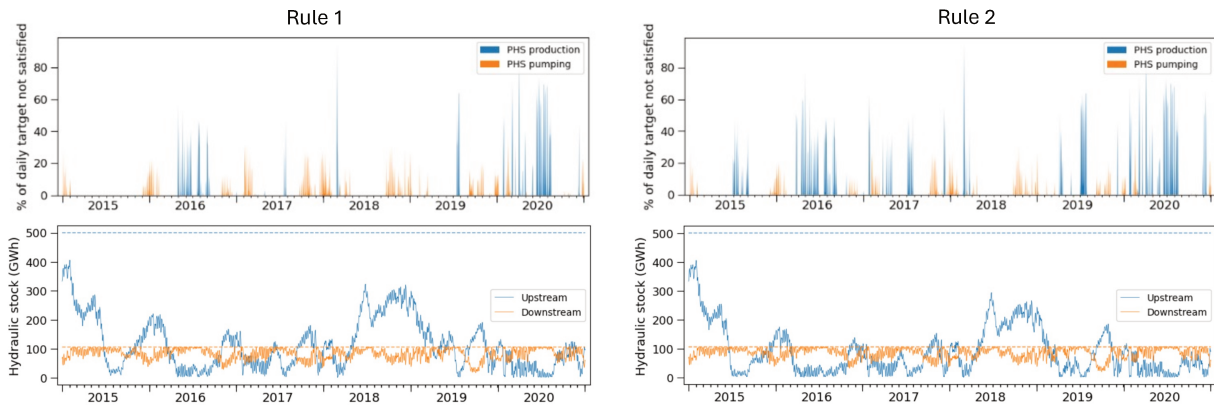 Rule 1
% of daily tartget not satisfied
80
60
40
20
0
PHS production
PHS pumping
2015 2016 2017 2018 2019 2020
Hydraulic stock (GWh)
500
400
300
200
100
0
Upstream
Downstream
2015 2016 2017 2018 2019 2020
Rule 2
% of daily tartget not satisfied
80
60
40
20
0
PHS production
PHS pumping
2015 2016 2017 2018 2019 2020
Hydraulic stock (GWh)
500
400
300
200
100
0
Upstream
Downstream
2015 2016 2017 2018 2019 2020